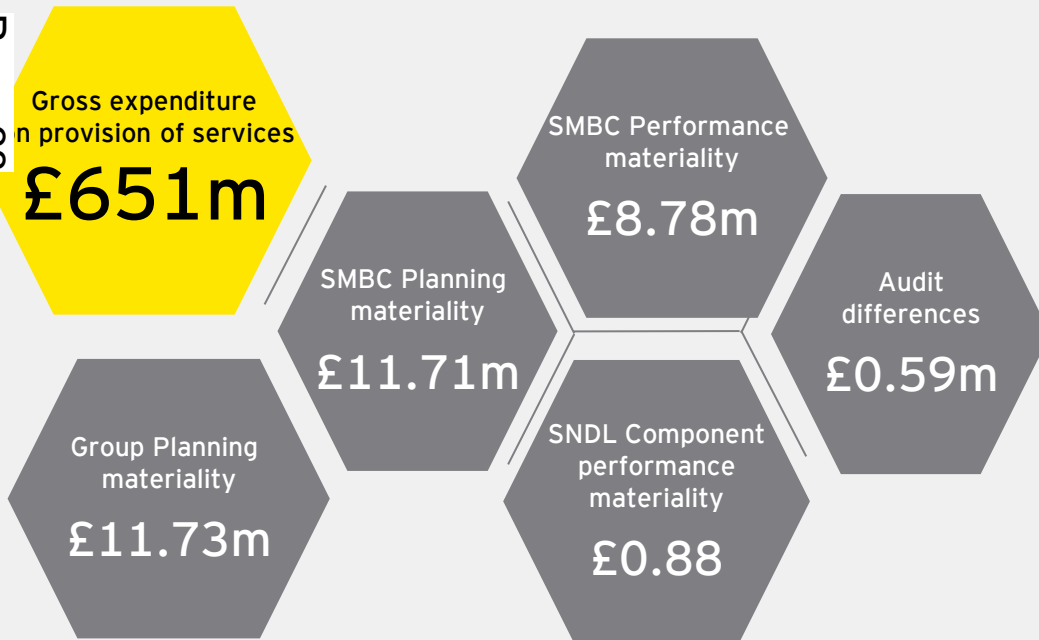 Gross expenditure
n provision of services
£651m
SMBC Planning
materiality
£11.71m
Group Planning
materiality
£11.73m
SMBC Performance
materiality
£8.78m
SNDL Component
performance
materiality
£0.88
Audit
differences
£0.59m